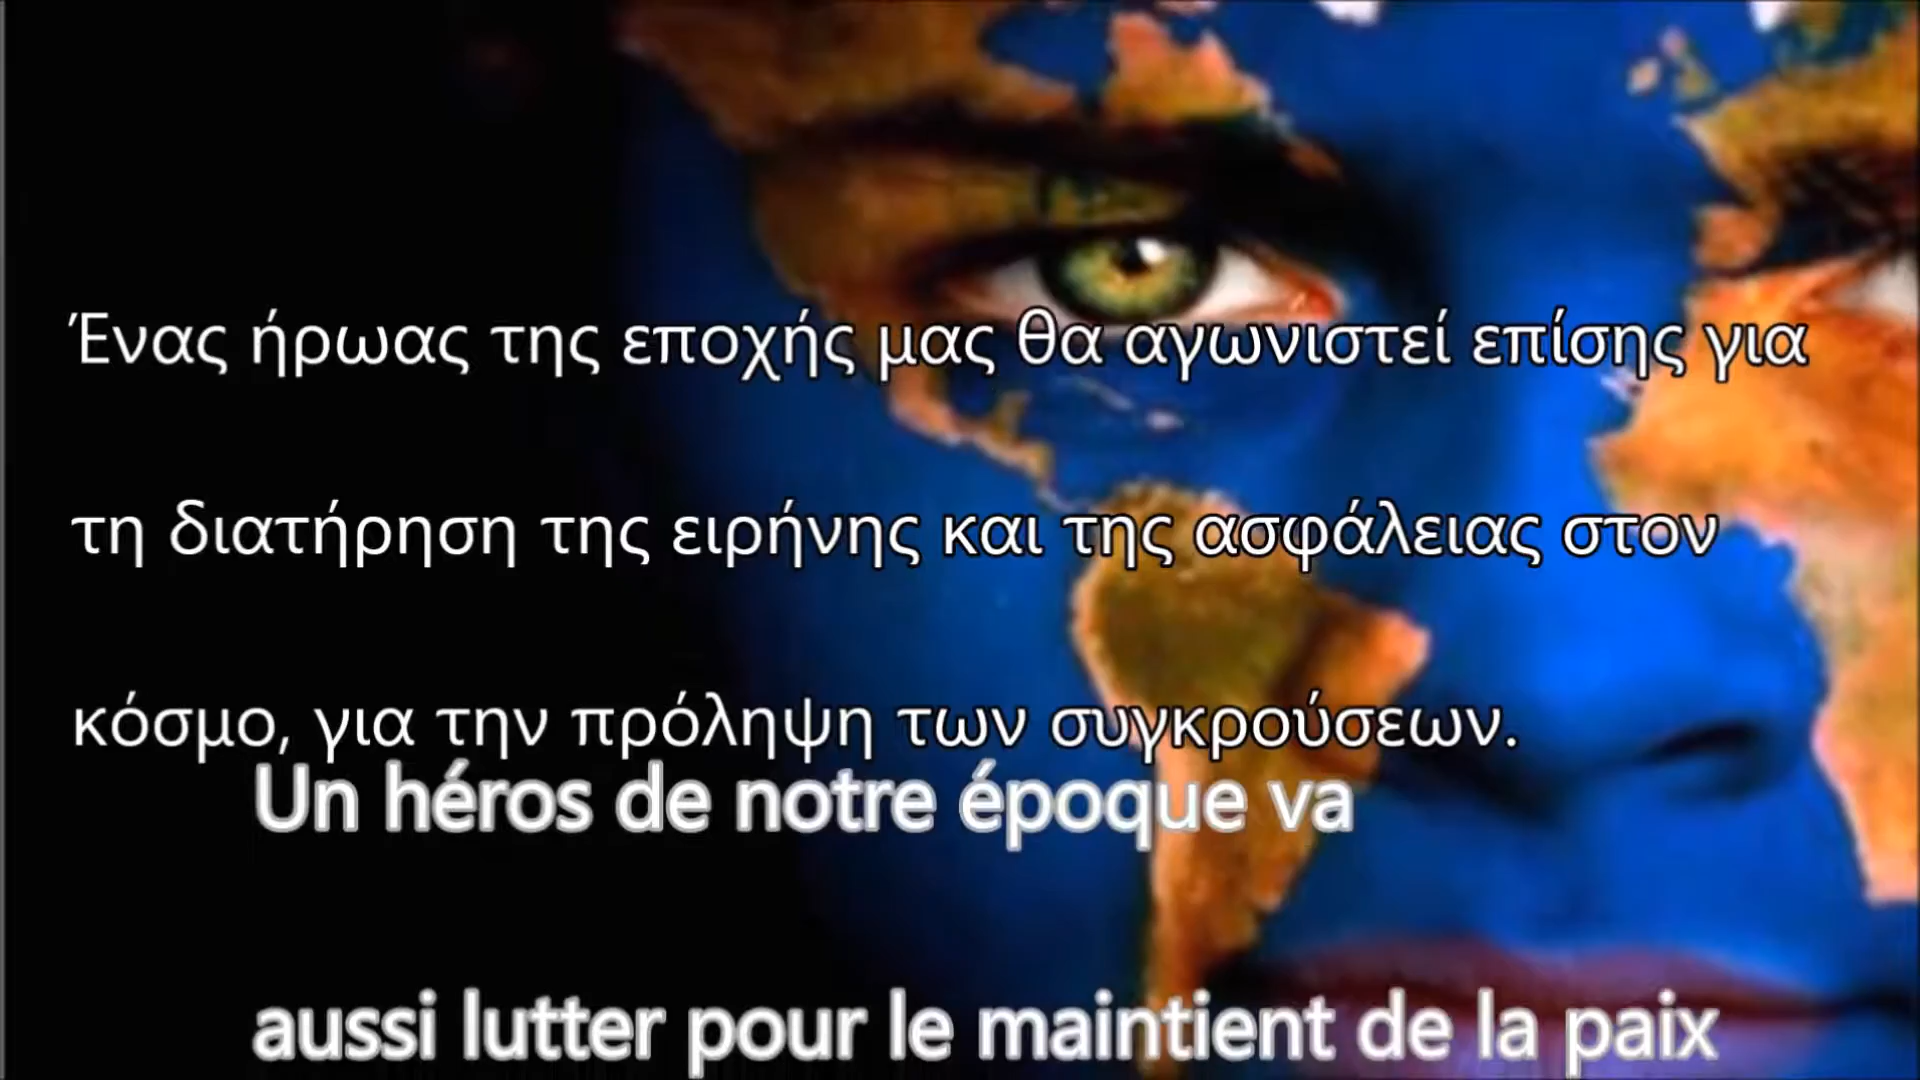 Ένας ήρωας της εποχής μας θα αγωνιστεί επίσης για
τη διατήρηση της ειρήνης και της ασφάλειας στον
κόσμο, για την πρόληψη των συγκρούσεων.
Un héros de notre époque va
aussi lutter pour le maintient de la paix